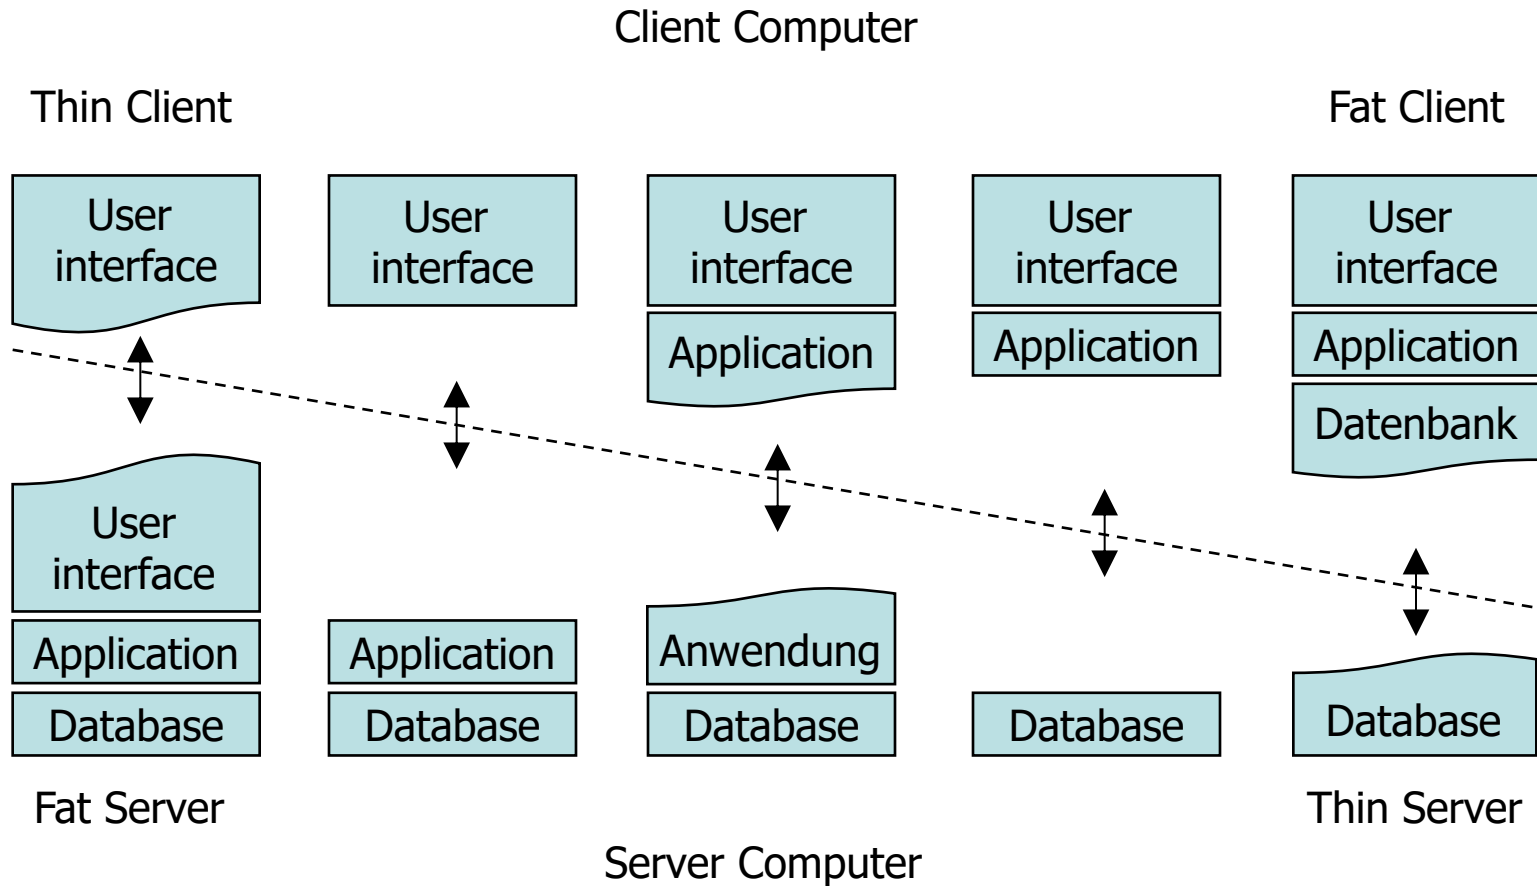 Client Computer
Thin Client
Fat Client
User
interface
User
interface
User
interface
User
interface
User
interface
Application
Application
Application
Datenbank
User
interface
Application
Application
Anwendung
Database
Database
Database
Database
Database
Fat Server
Thin Server
Server Computer